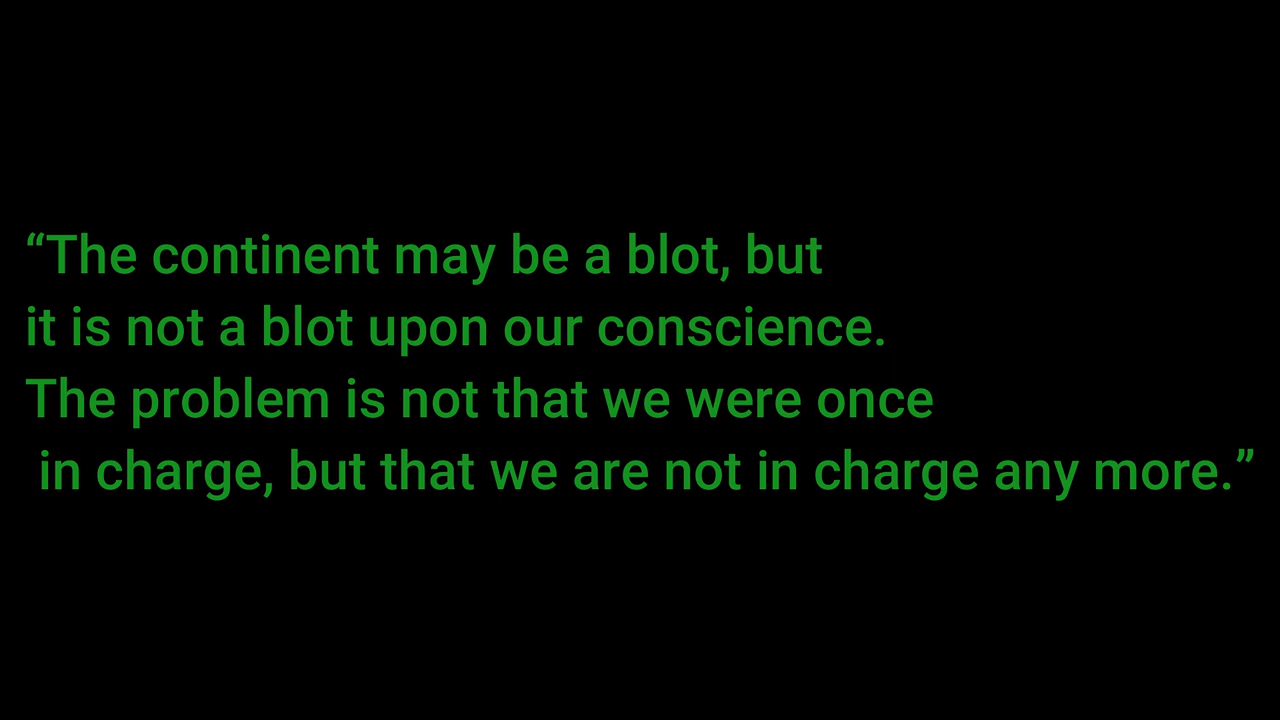 “The continent may be a blot, but
it is not a blot upon our conscience.
The problem is not that we were once
in charge, but that we are not in charge any more.”